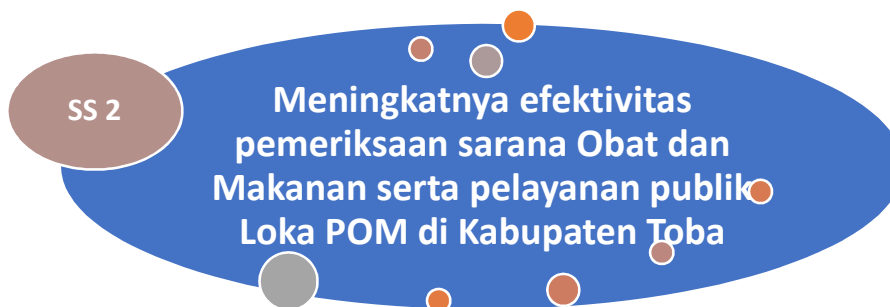 SS 2
Meningkatnya efektivitas
pemeriksaan sarana Obat dan
Makanan serta pelayanan publik
Loka POM di Kabupaten Toba